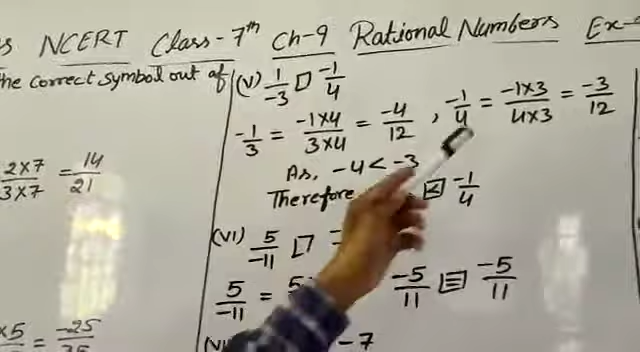 NCERT Class-7th Ch-9 Rational Numbers Ex-
the correct symbol out of
2×7/3×7 = 14/21
×5/ = -25/35
(V) 1/-3 □ -1/4
-1/3 = -1×4/3×4 = -4/12 , -1/4 = -1×3/4×3 = -3/12
As, -4 < -3
Therefore < -1/4
(VI) 5/-11 □ =
5/-11 = -5/11 = -5/11
-7